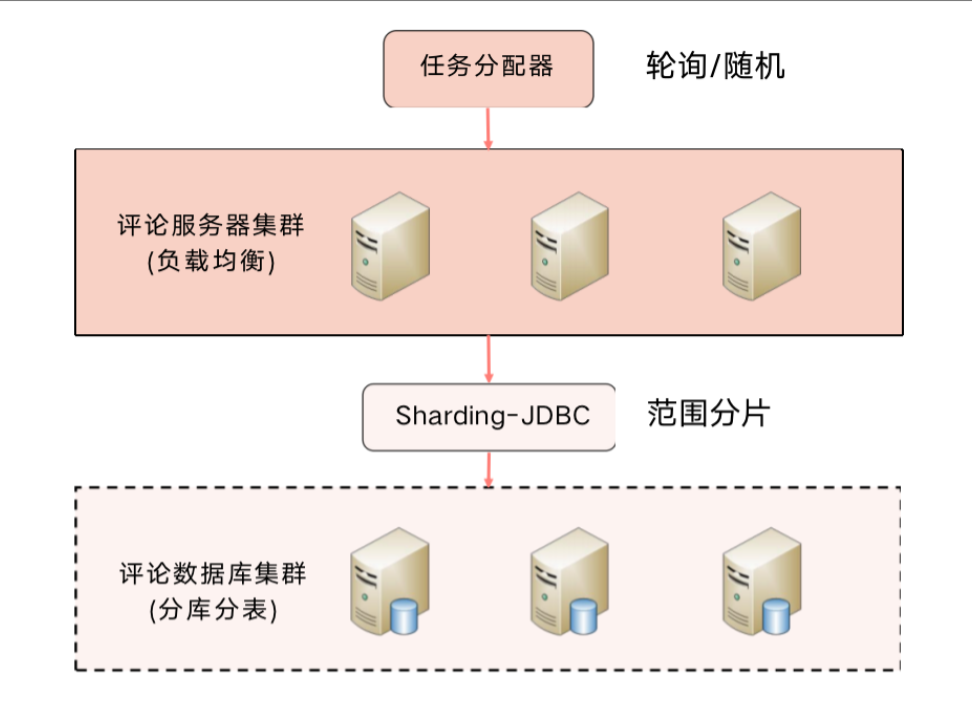 任务分配器
轮询/随机
评论服务器集群
(负载均衡)
Sharding-JDBC
范围分片
评论数据库集群
(分库分表)